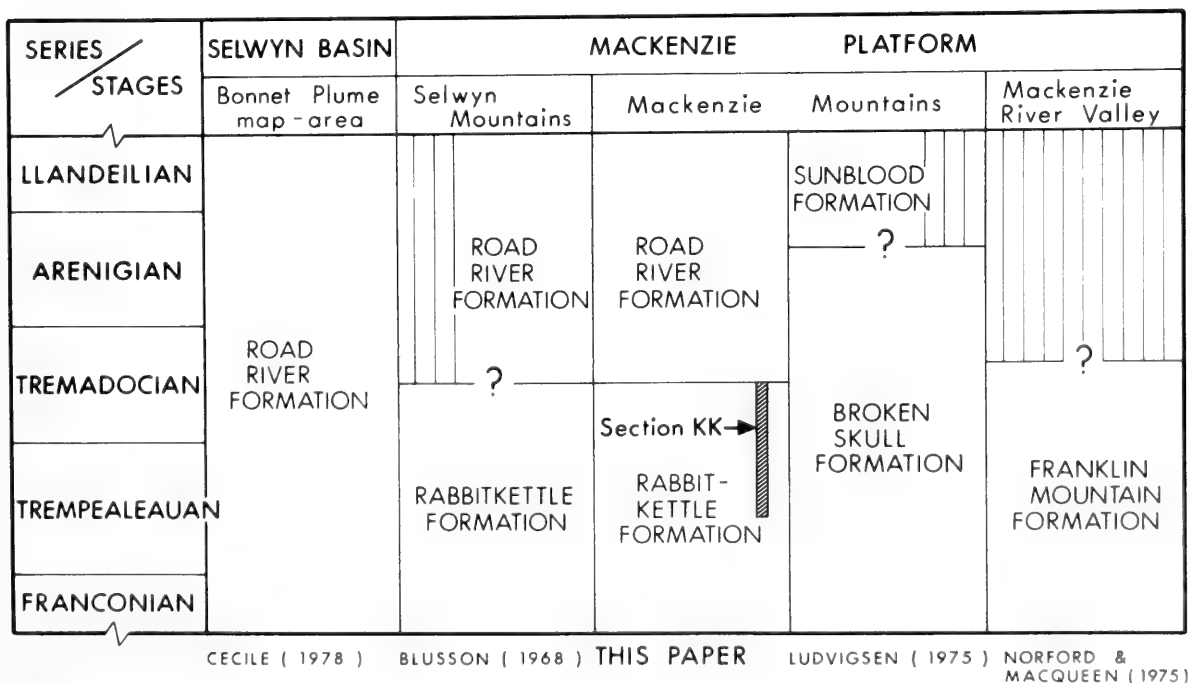 SERIES
STAGES
SELWYN BASIN
MACKENZIE PLATFORM
Bonnet Plume
map-area
Selwyn
Mountains
Mackenzie Mountains
Mackenzie
River Valley
LLANDEILIAN
ARENIGIAN
TREMADOCIAN
TREMPEALEAUAN
FRANCONIAN
ROAD
RIVER
FORMATION
ROAD
RIVER
FORMATION
?
RABBITKETTLE
FORMATION
ROAD
RIVER
FORMATION
Section KK
RABBIT-
KETTLE
FORMATION
SUNBLOOD
FORMATION
?
BROKEN
SKULL
FORMATION
?
FRANKLIN
MOUNTAIN
FORMATION
CECILE ( 1978 )
BLUSSON ( 1968 )
THIS PAPER
LUDVIGSEN ( 1975 )
NORFORD &
MACQUEEN ( 1975)